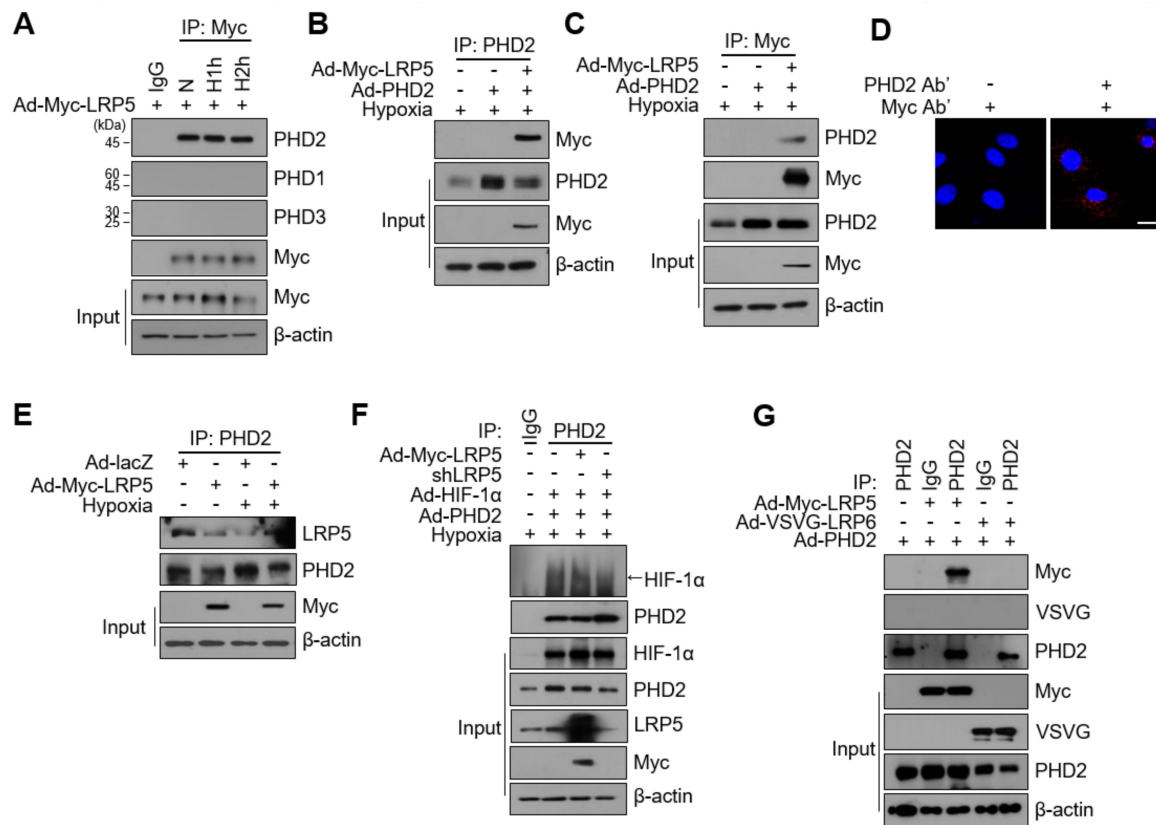 A
IP: Myc
IgG N H1h H2h
Ad-Myc-LRP5 + + + +
(kDa)
45 PHD2
60
45 PHD1
30
25 PHD3
Myc
Input Myc
β-actin
B
IP: PHD2
Ad-Myc-LRP5 - - +
Ad-PHD2 - + +
Hypoxia + + +
Myc
PHD2
Input Myc
β-actin
C
IP: Myc
Ad-Myc-LRP5 - - +
Ad-PHD2 - + +
Hypoxia + + +
PHD2
Myc
PHD2
Input Myc
β-actin
D
PHD2 Ab' - +
Myc Ab' + +
E
IP: PHD2
Ad-lacZ + - + -
Ad-Myc-LRP5 - + - +
Hypoxia - - + +
LRP5
PHD2
Input Myc
β-actin
F
IP: IgG PHD2
Ad-Myc-LRP5 - - + -
shLRP5 - - - +
Ad-HIF-1α - + + +
Ad-PHD2 - + + +
Hypoxia + + + +
←HIF-1α
PHD2
HIF-1α
PHD2
Input LRP5
Myc
β-actin
G
IP: PHD2 IgG PHD2 IgG PHD2
Ad-Myc-LRP5 - + + - -
Ad-VSVG-LRP6 - - - + +
Ad-PHD2 + + + + +
Myc
VSVG
PHD2
Myc
Input VSVG
PHD2
β-actin